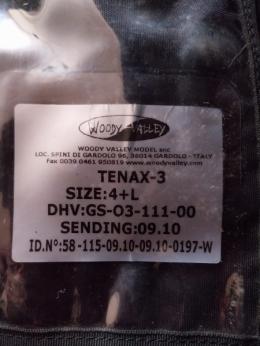 WOODY VALLEY
WOODY VALLEY MODEL snc
LOC. SPINI DI GARDOLO 96, 38014 GARDOLO - ITALY
Fax 0039 0461 950819 www.woodyvalley.com
TENAX-3
SIZE:4+L
DHV:GS-O3-111-00
SENDING:09.10
ID.Nº:58-115-09.10-09.10-0197-W